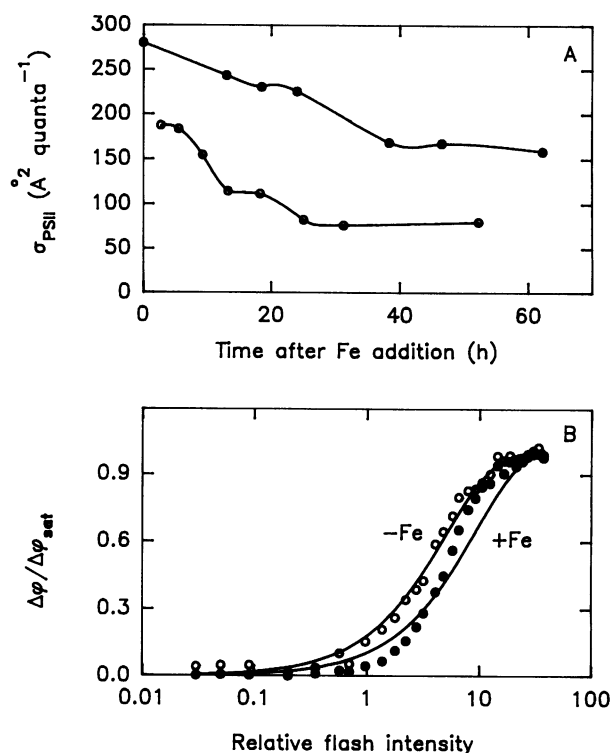 A
300
250
200
150
100
50
0
σPSII (Å² quanta⁻¹)
0 20 40 60
Time after Fe addition (h)
B
0.9
0.6
0.3
0.0
Δφ/Δφsat
−Fe
+Fe
0.01 0.1 1 10 100
Relative flash intensity